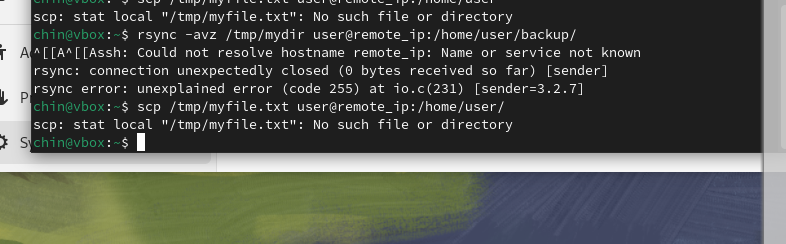 chin@vbox:~$ scp /tmp/myfile.txt user@remote_ip:/home/user
scp: stat local "/tmp/myfile.txt": No such file or directory
chin@vbox:~$ rsync -avz /tmp/mydir user@remote_ip:/home/user/backup/
^[[A^[[Assh: Could not resolve hostname remote_ip: Name or service not known
rsync: connection unexpectedly closed (0 bytes received so far) [sender]
rsync error: unexplained error (code 255) at io.c(231) [sender=3.2.7]
chin@vbox:~$ scp /tmp/myfile.txt user@remote_ip:/home/user/
scp: stat local "/tmp/myfile.txt": No such file or directory
chin@vbox:~$